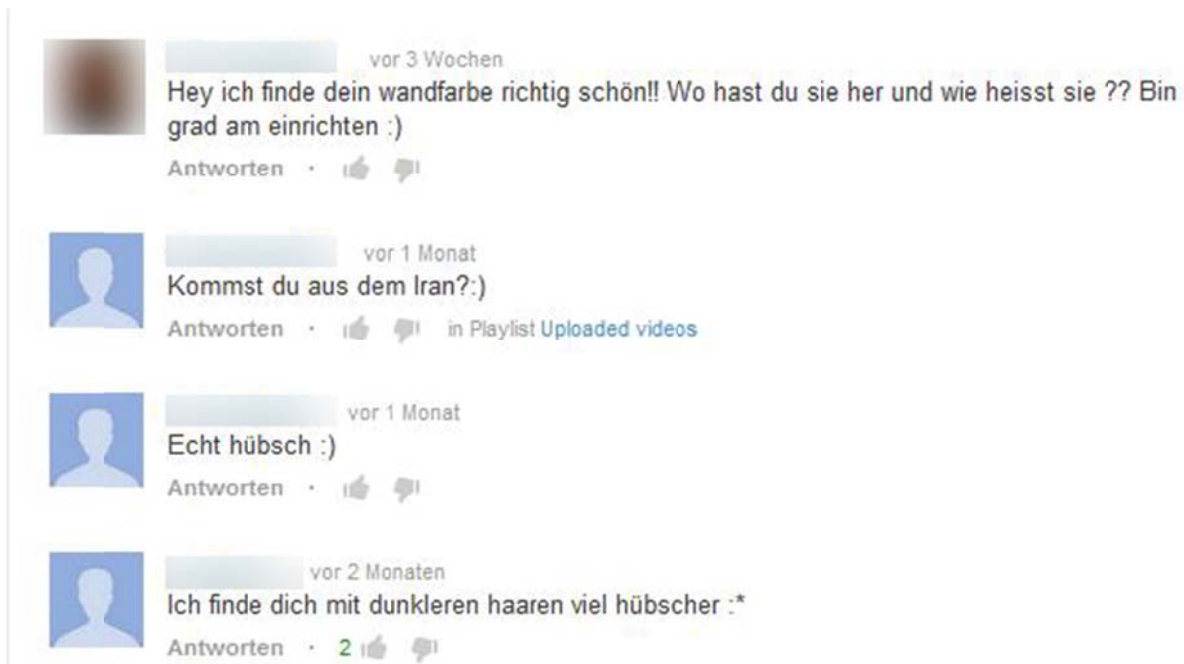 vor 3 Wochen
Hey ich finde dein wandfarbe richtig schön!! Wo hast du sie her und wie heisst sie ?? Bin
grad am einrichten :)
Antworten ·
vor 1 Monat
Kommst du aus dem Iran?:)
Antworten · in Playlist Uploaded videos
vor 1 Monat
Echt hübsch :)
Antworten ·
vor 2 Monaten
Ich finde dich mit dunkleren haaren viel hübscher :*
Antworten · 2